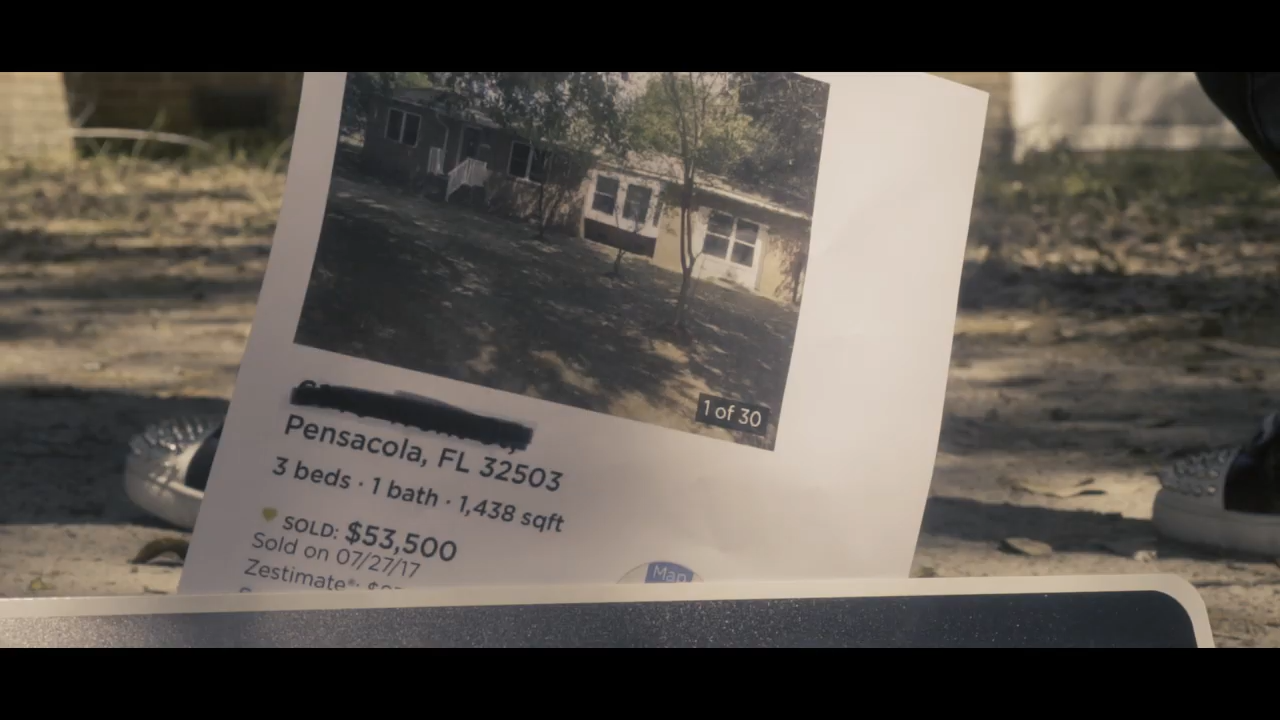 1 of 30
Pensacola, FL 32503
3 beds · 1 bath · 1,438 sqft
SOLD: $53,500
Sold on 07/27/17
Zestimate®:
Map